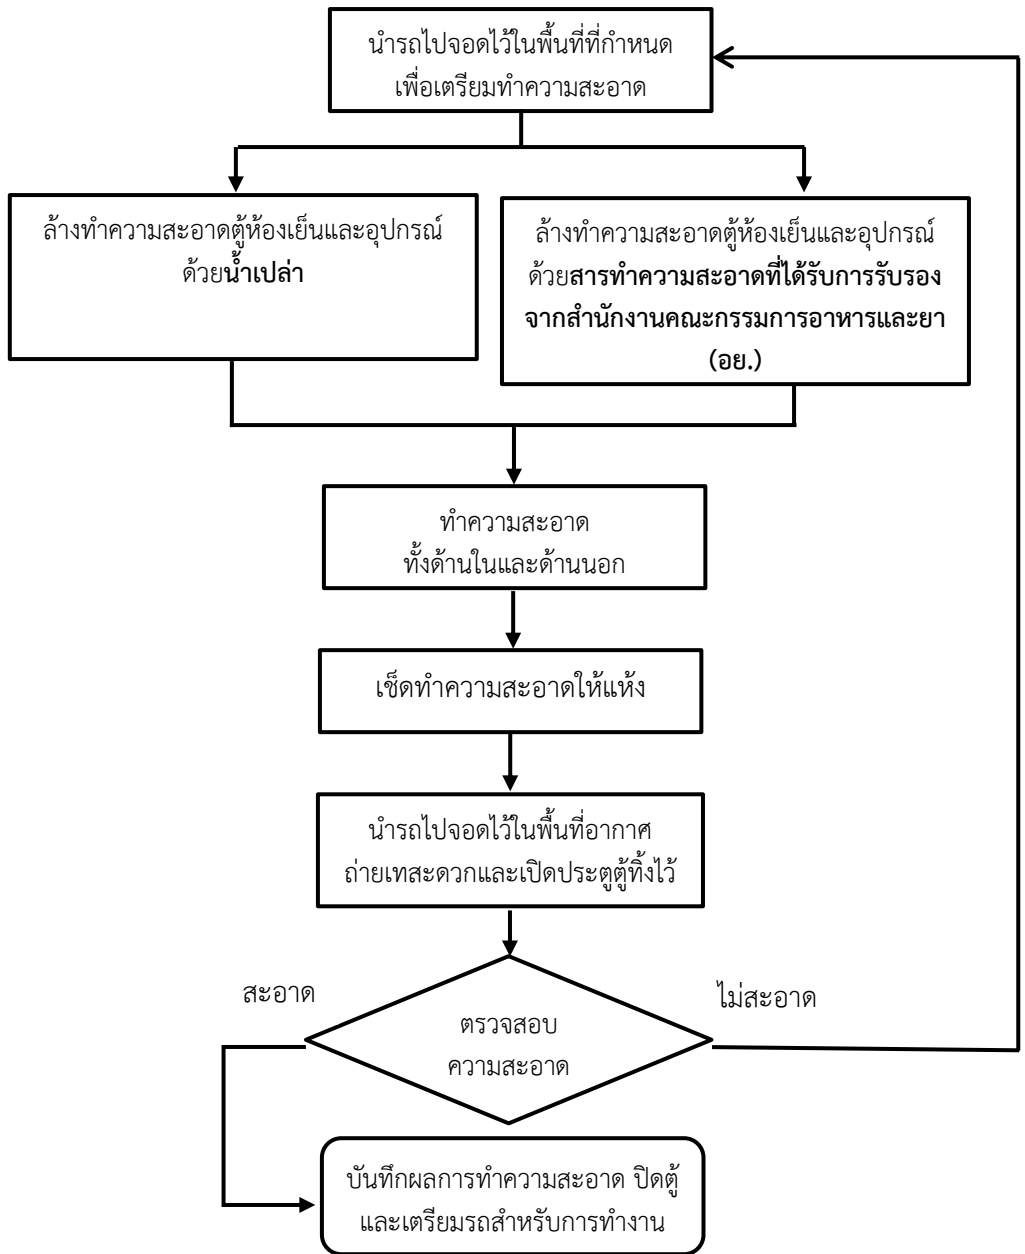 นำรถไปจอดไว้ในพื้นที่ที่กำหนด
เพื่อเตรียมทำความสะอาด
ล้างทำความสะอาดตู้ห้องเย็นและอุปกรณ์
ด้วยน้ำเปล่า
ล้างทำความสะอาดตู้ห้องเย็นและอุปกรณ์
ด้วยสารทำความสะอาดที่ได้รับการรับรอง
จากสำนักงานคณะกรรมการอาหารและยา
(อย.)
ทำความสะอาด
ทั้งด้านในและด้านนอก
เช็ดทำความสะอาดให้แห้ง
นำรถไปจอดไว้ในพื้นที่อากาศ
ถ่ายเทสะดวกและเปิดประตูตู้ทิ้งไว้
สะอาด
ไม่สะอาด
ตรวจสอบ
ความสะอาด
บันทึกผลการทำความสะอาด ปิดตู้
และเตรียมรถสำหรับการทำงาน